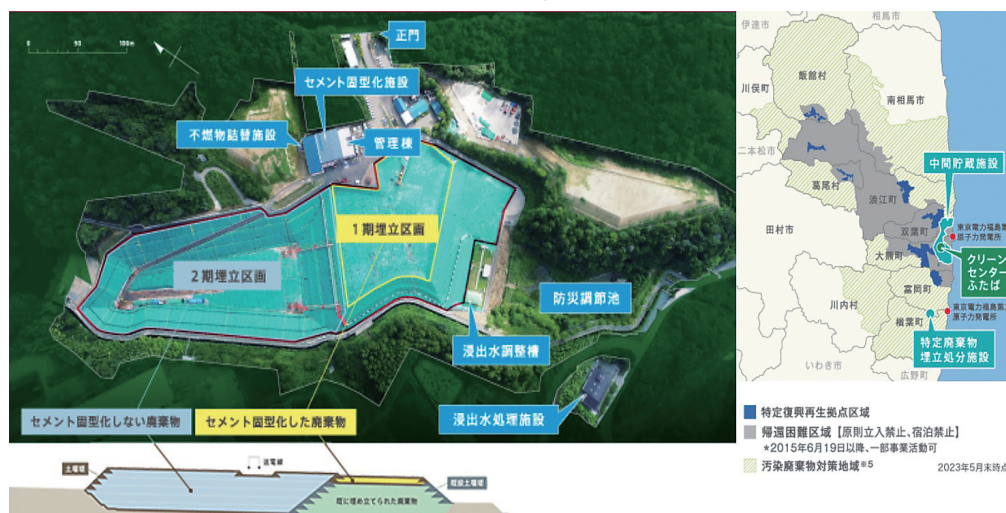 0 50 100m
正門
セメント固型化施設
不燃物詰替施設
管理棟
1期埋立区画
2期埋立区画
防災調節池
浸出水調整槽
浸出水処理施設
セメント固型化しない廃棄物
セメント固型化した廃棄物
土堰堤
送電線
既設土堰堤
既に埋め立てられた廃棄物
伊達市
相馬市
飯舘村
川俣町
南相馬市
二本松市
中間貯蔵施設
葛尾村
浪江町
双葉町
東京電力福島第
原子力発電所
田村市
大熊町
クリーン
センター
ふたば
富岡町
川内村
東京電力福島第二
原子力発電所
楢葉町
特定廃棄物
埋立処分施設
いわき市
広野町
特定復興再生拠点区域
帰還困難区域【原則立入禁止、宿泊禁止】
*2015年6月19日以降、一部事業活動可
汚染廃棄物対策地域※5
2023年5月末時点